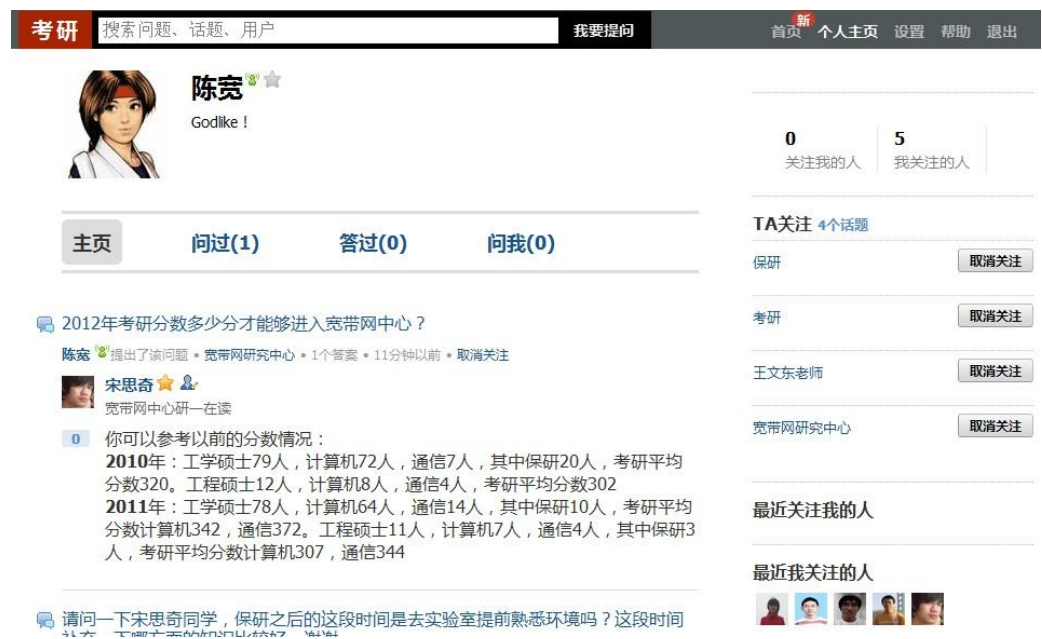 考研 搜索问题、话题、用户 我要提问 首页 新 个人主页 设置 帮助 退出
陈宽
Godlike！
0 5
关注我的人 我关注的人
主页 问过(1) 答过(0) 问我(0)
TA关注 4个话题
保研 取消关注
考研 取消关注
王文东老师 取消关注
宽带网研究中心 取消关注
最近关注我的人
最近我关注的人
2012年考研分数多少分才能够进入宽带网中心？
陈宽 提出了该问题 • 宽带网研究中心 • 1个答案 • 11分钟以前 • 取消关注
宋思奇
宽带网中心研一在读
0 你可以参考以前的分数情况：
2010年：工学硕士79人，计算机72人，通信7人，其中保研20人，考研平均
分数320。工程硕士12人，计算机8人，通信4人，考研平均分数302
2011年：工学硕士78人，计算机64人，通信14人，其中保研10人，考研平均
分数计算机342，通信372。工程硕士11人，计算机7人，通信4人，其中保研3
人，考研平均分数计算机307，通信344
请问一下宋思奇同学，保研之后的这段时间是去实验室提前熟悉环境吗？这段时间